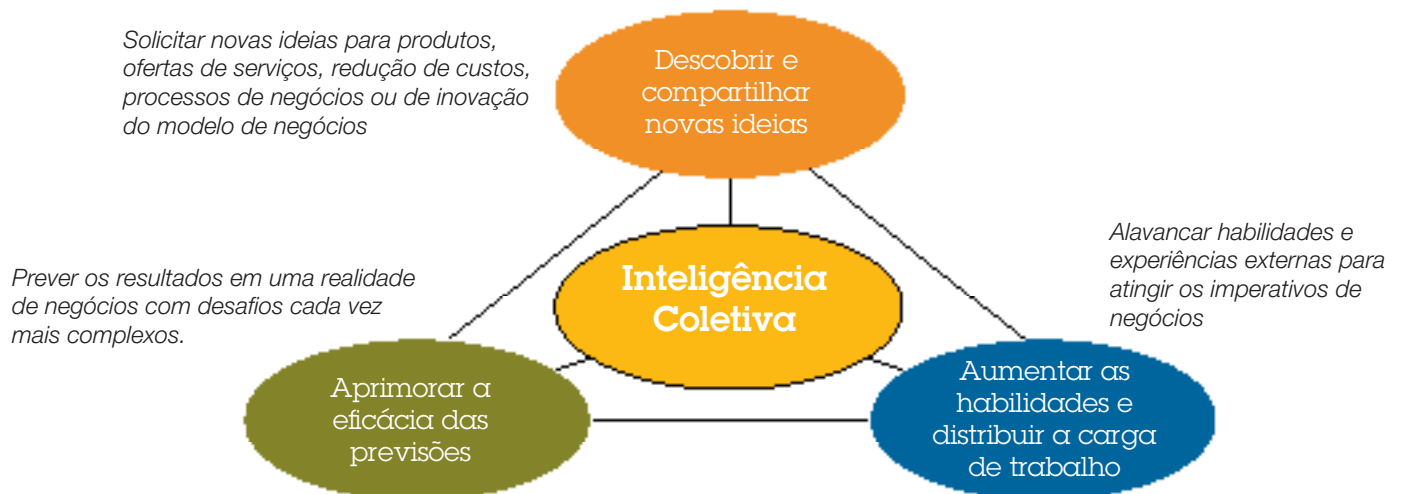 Solicitar novas ideias para produtos,
ofertas de serviços, redução de custos,
processos de negócios ou de inovação
do modelo de negócios
Descobrir e
compartilhar
novas ideias
Prever os resultados em uma realidade
de negócios com desafios cada vez
mais complexos.
Inteligência
Coletiva
Alavancar habilidades e
experiências externas para
atingir os imperativos de
negócios
Aprimorar a
eficácia das
previsões
Aumentar as
habilidades e
distribuir a carga
de trabalho